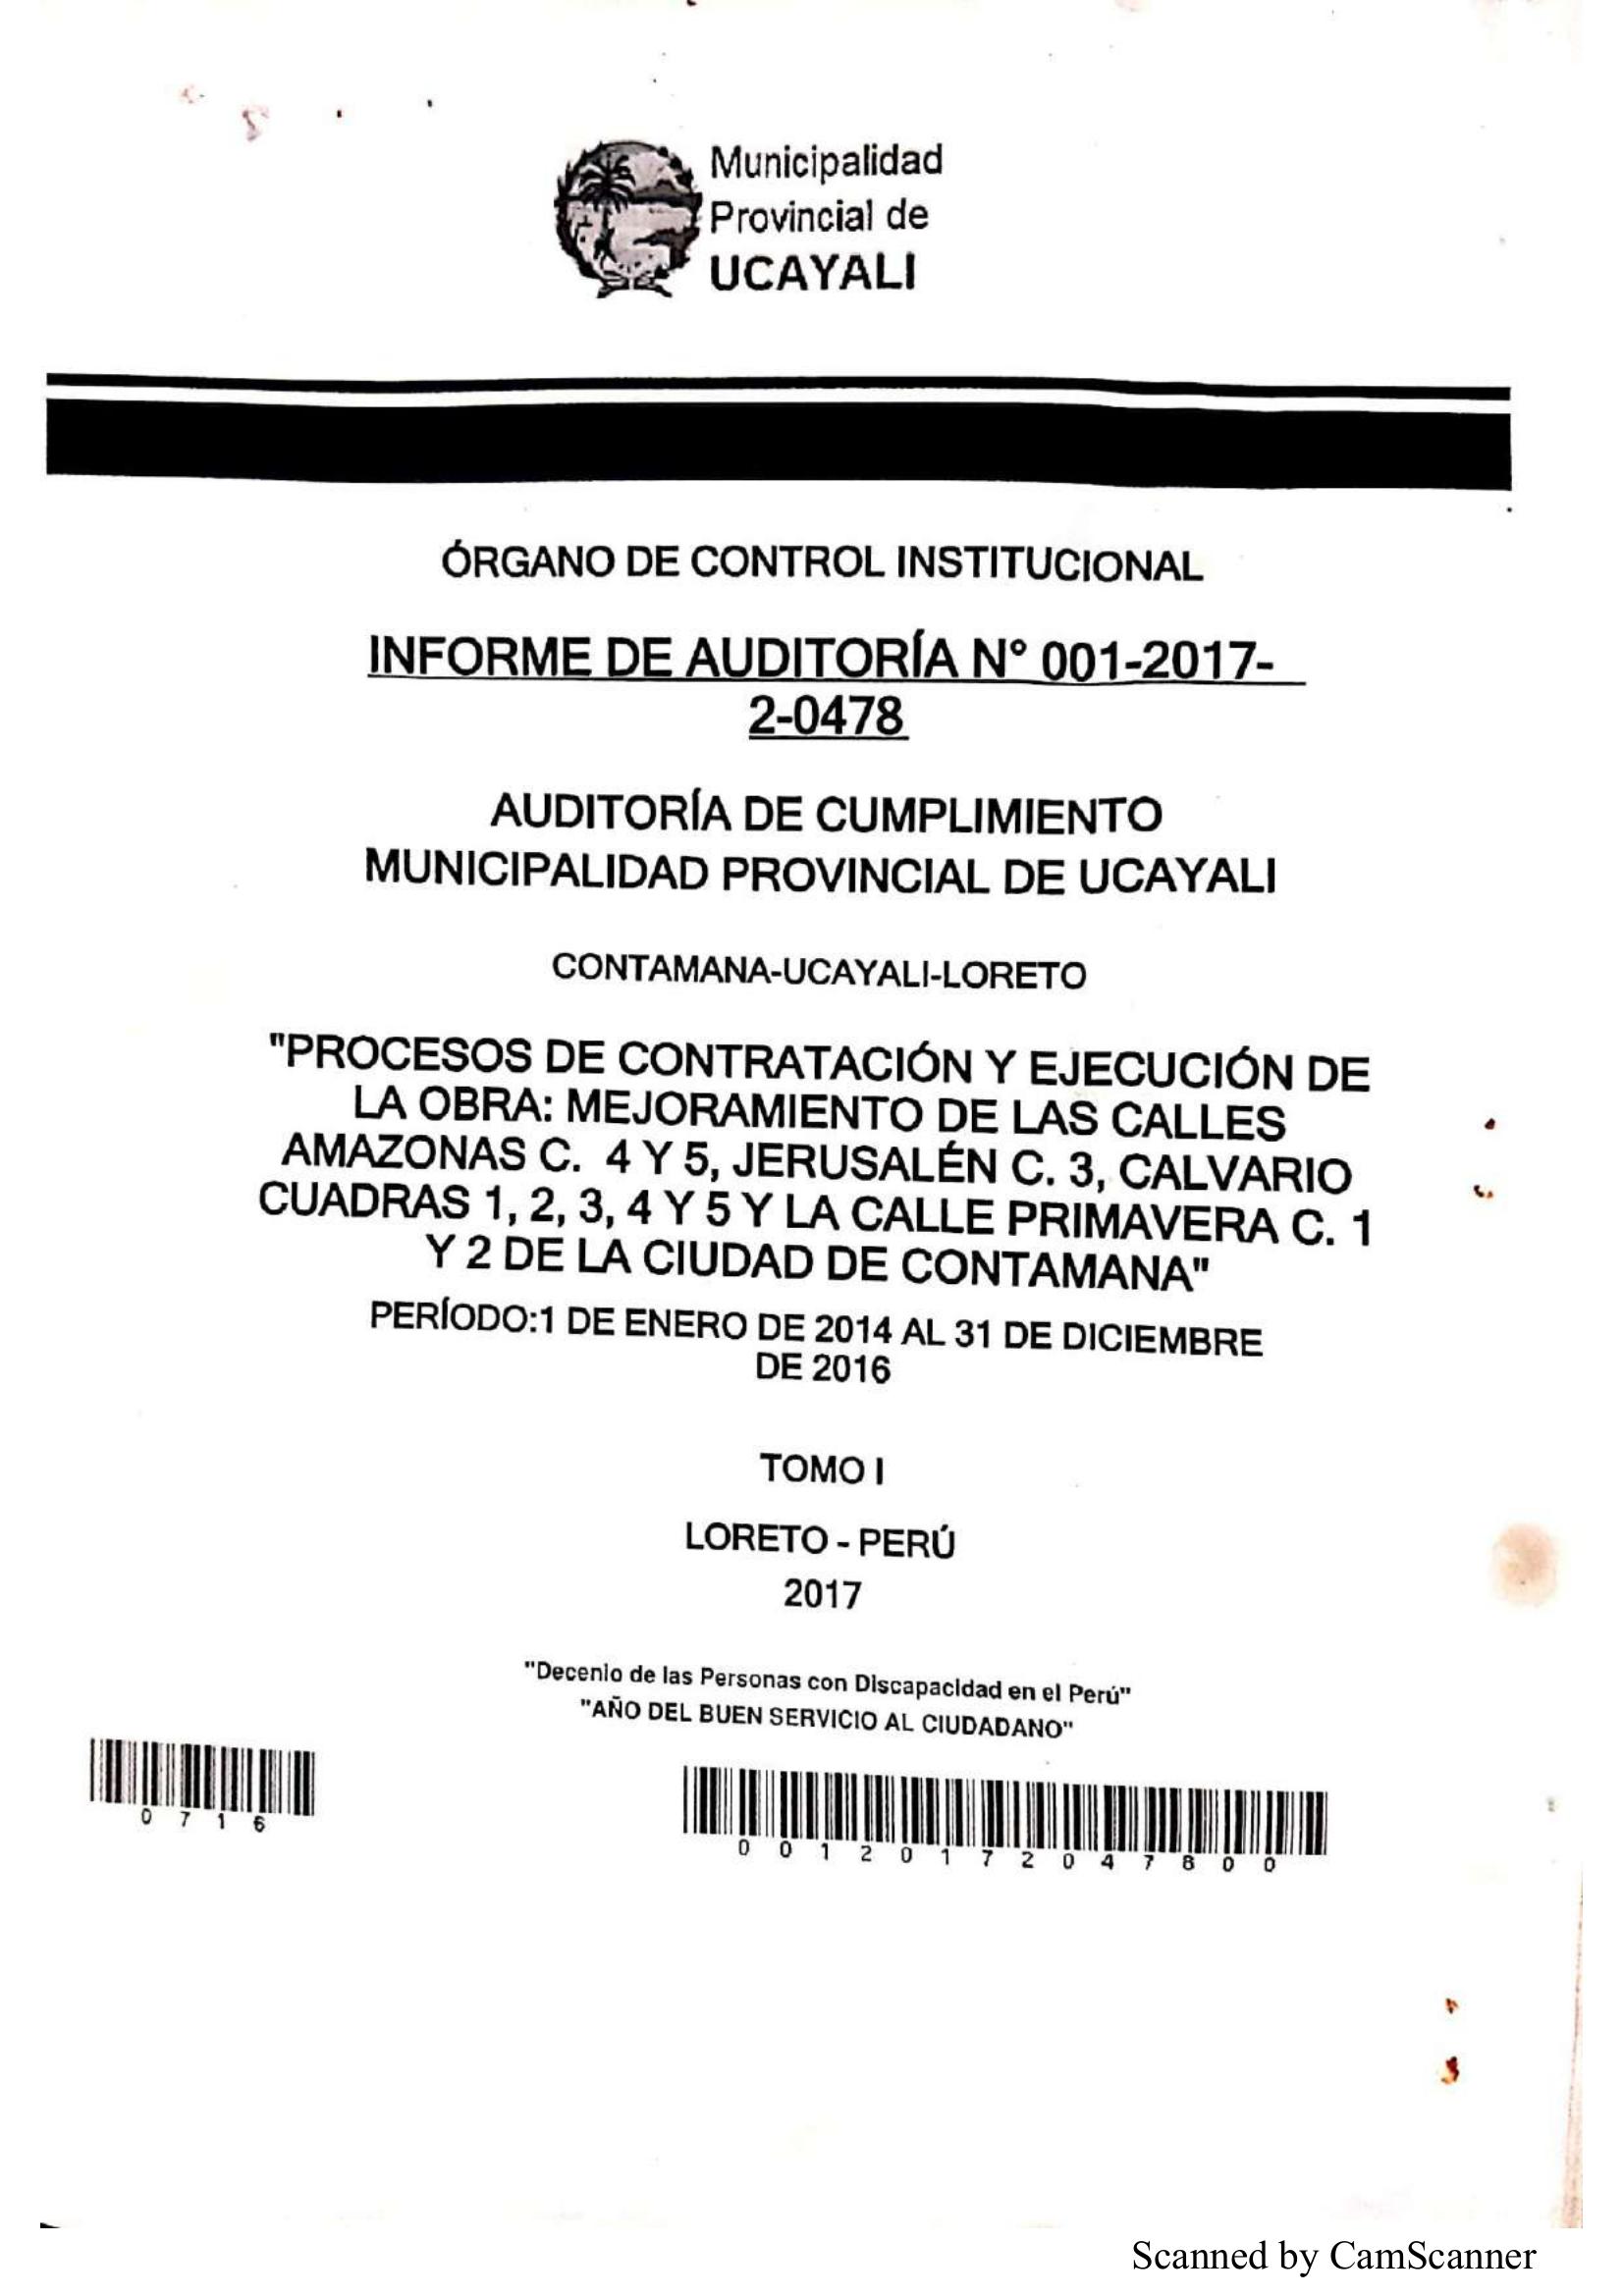 Municipalidad
Provincial de
UCAYALI
ÓRGANO DE CONTROL INSTITUCIONAL
INFORME DE AUDITORÍA N° 001-2017-
2-0478
AUDITORÍA DE CUMPLIMIENTO
MUNICIPALIDAD PROVINCIAL DE UCAYALI
CONTAMANA-UCAYALI-LORETO
"PROCESOS DE CONTRATACIÓN Y EJECUCIÓN DE
LA OBRA: MEJORAMIENTO DE LAS CALLES
AMAZONAS C. 4 Y 5, JERUSALÉN C. 3, CALVARIO
CUADRAS 1, 2, 3, 4 Y 5 Y LA CALLE PRIMAVERA C. 1
Y 2 DE LA CIUDAD DE CONTAMANA"
PERÍODO:1 DE ENERO DE 2014 AL 31 DE DICIEMBRE
DE 2016
TOMO I
LORETO - PERÚ
2017
"Decenio de las Personas con Discapacidad en el Perú"
"AÑO DEL BUEN SERVICIO AL CIUDADANO"
0 7 1 6
0 0 1 2 0 1 7 2 0 4 7 8 0 0
Scanned by CamScanner